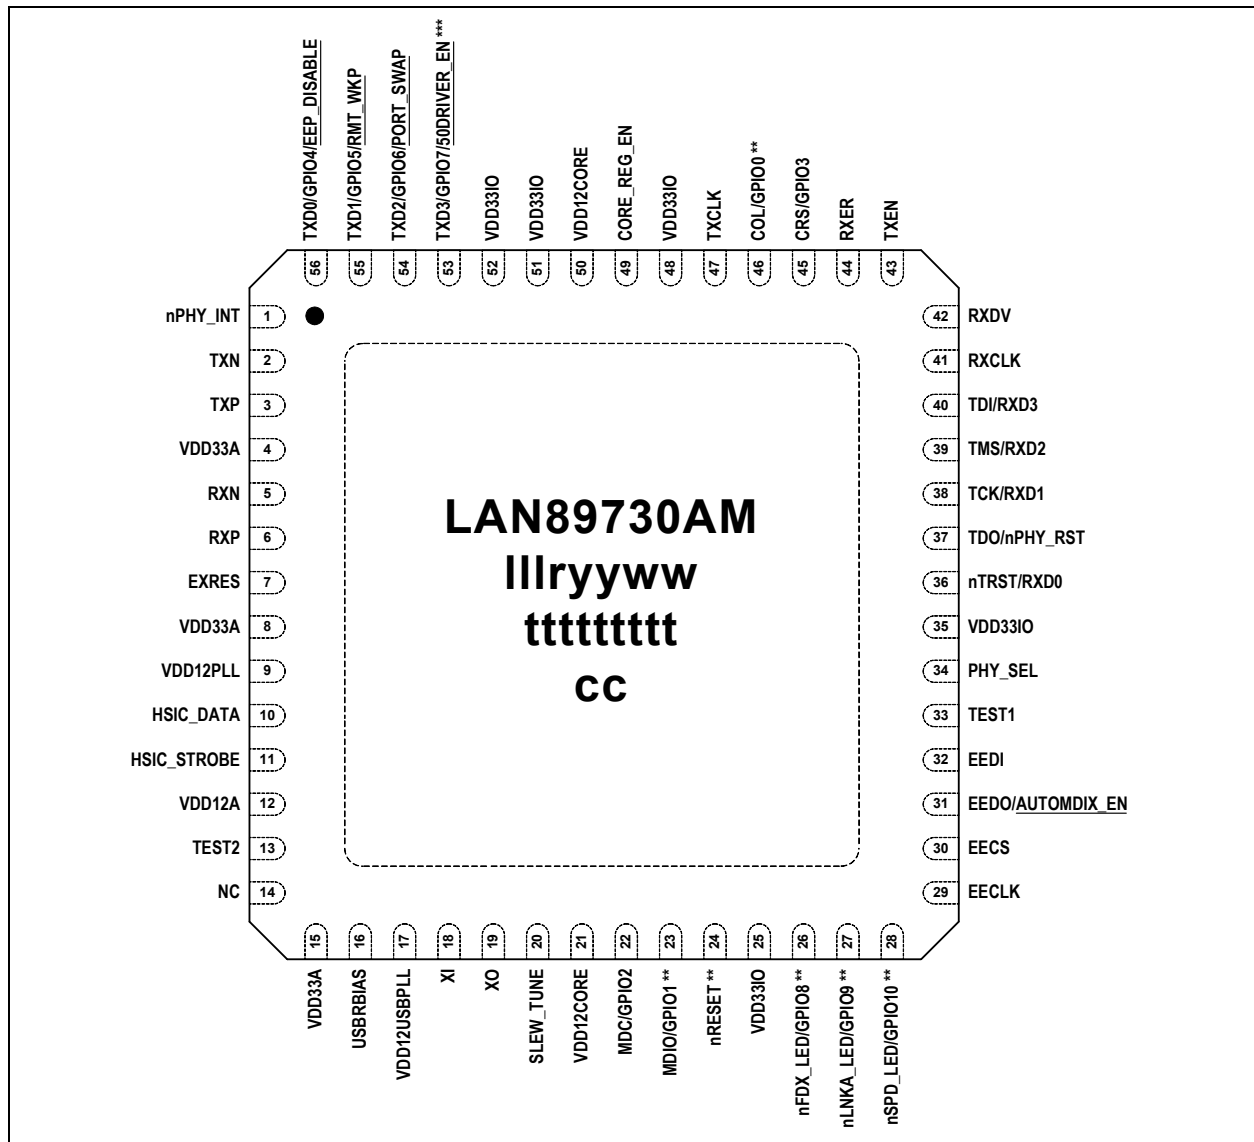 TXD0/GPIO4/EEP_DISABLE
TXD1/GPIO5/RMT_WKP
TXD2/GPIO6/PORT_SWAP
TXD3/GPIO7/50DRIVER_EN ***
VDD33IO
VDD33IO
VDD12CORE
CORE_REG_EN
VDD33IO
TXCLK
COL/GPIO0 **
CRS/GPIO3
RXER
TXEN
56
55
54
53
52
51
50
49
48
47
46
45
44
43
nPHY_INT 1
TXN 2
TXP 3
VDD33A 4
RXN 5
RXP 6
EXRES 7
VDD33A 8
VDD12PLL 9
HSIC_DATA 10
HSIC_STROBE 11
VDD12A 12
TEST2 13
NC 14
LAN89730AM
lllryyww
ttttttttt
cc
42 RXDV
41 RXCLK
40 TDI/RXD3
39 TMS/RXD2
38 TCK/RXD1
37 TDO/nPHY_RST
36 nTRST/RXD0
35 VDD33IO
34 PHY_SEL
33 TEST1
32 EEDI
31 EEDO/AUTOMDIX_EN
30 EECS
29 EECLK
15
16
17
18
19
20
21
22
23
24
25
26
27
28
VDD33A
USBRBIAS
VDD12USBPLL
XI
XO
SLEW_TUNE
VDD12CORE
MDC/GPIO2
MDIO/GPIO1 **
nRESET **
VDD33IO
nFDX_LED/GPIO8 **
nLNKA_LED/GPIO9 **
nSPD_LED/GPIO10 **